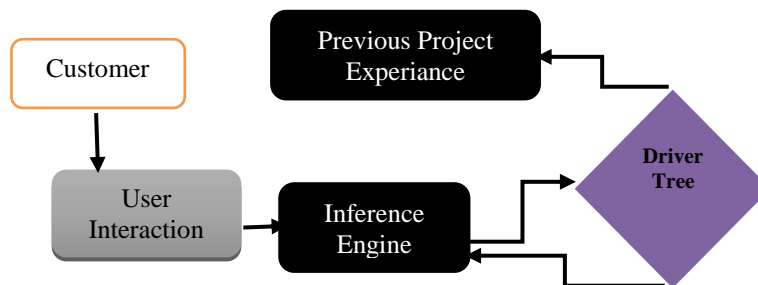 Customer
Previous Project
Experiance
Driver
Tree
User
Interaction
Inference
Engine